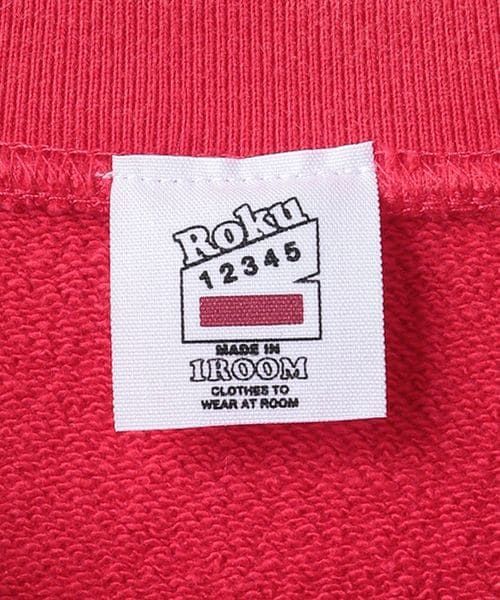 Roku
12345
MADE IN
1ROOM
CLOTHES TO
WEAR AT ROOM